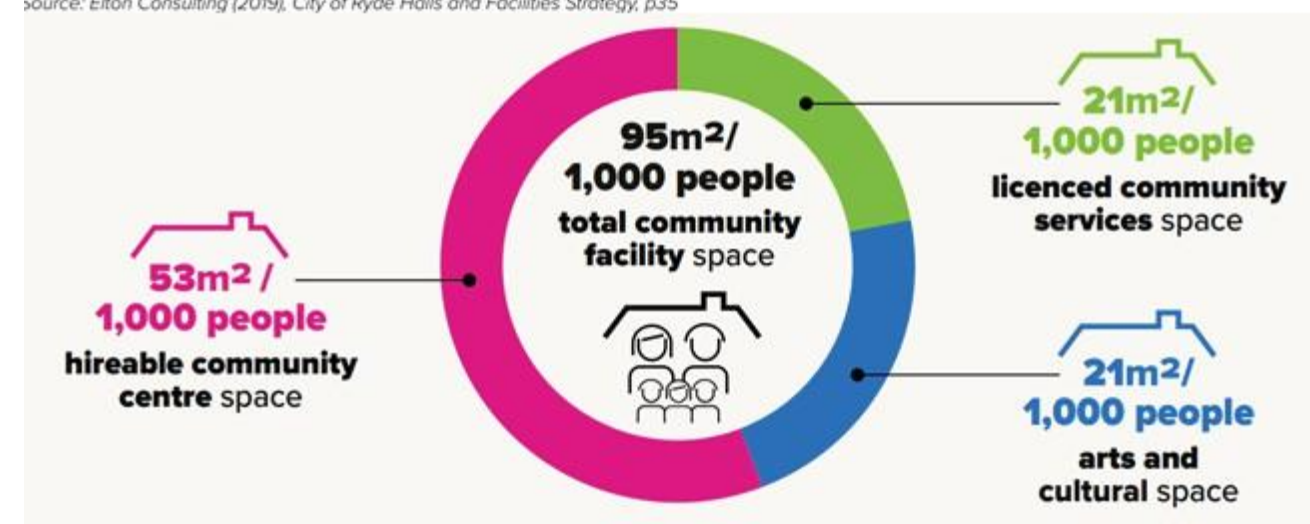 Source: Elton Consulting (2019), City of Ryde Halls and Facilities Strategy, p35
95m²/
1,000 people
total community
facility space
21m²/
1,000 people
licenced community
services space
53m² /
1,000 people
hireable community
centre space
21m²/
1,000 people
arts and
cultural space